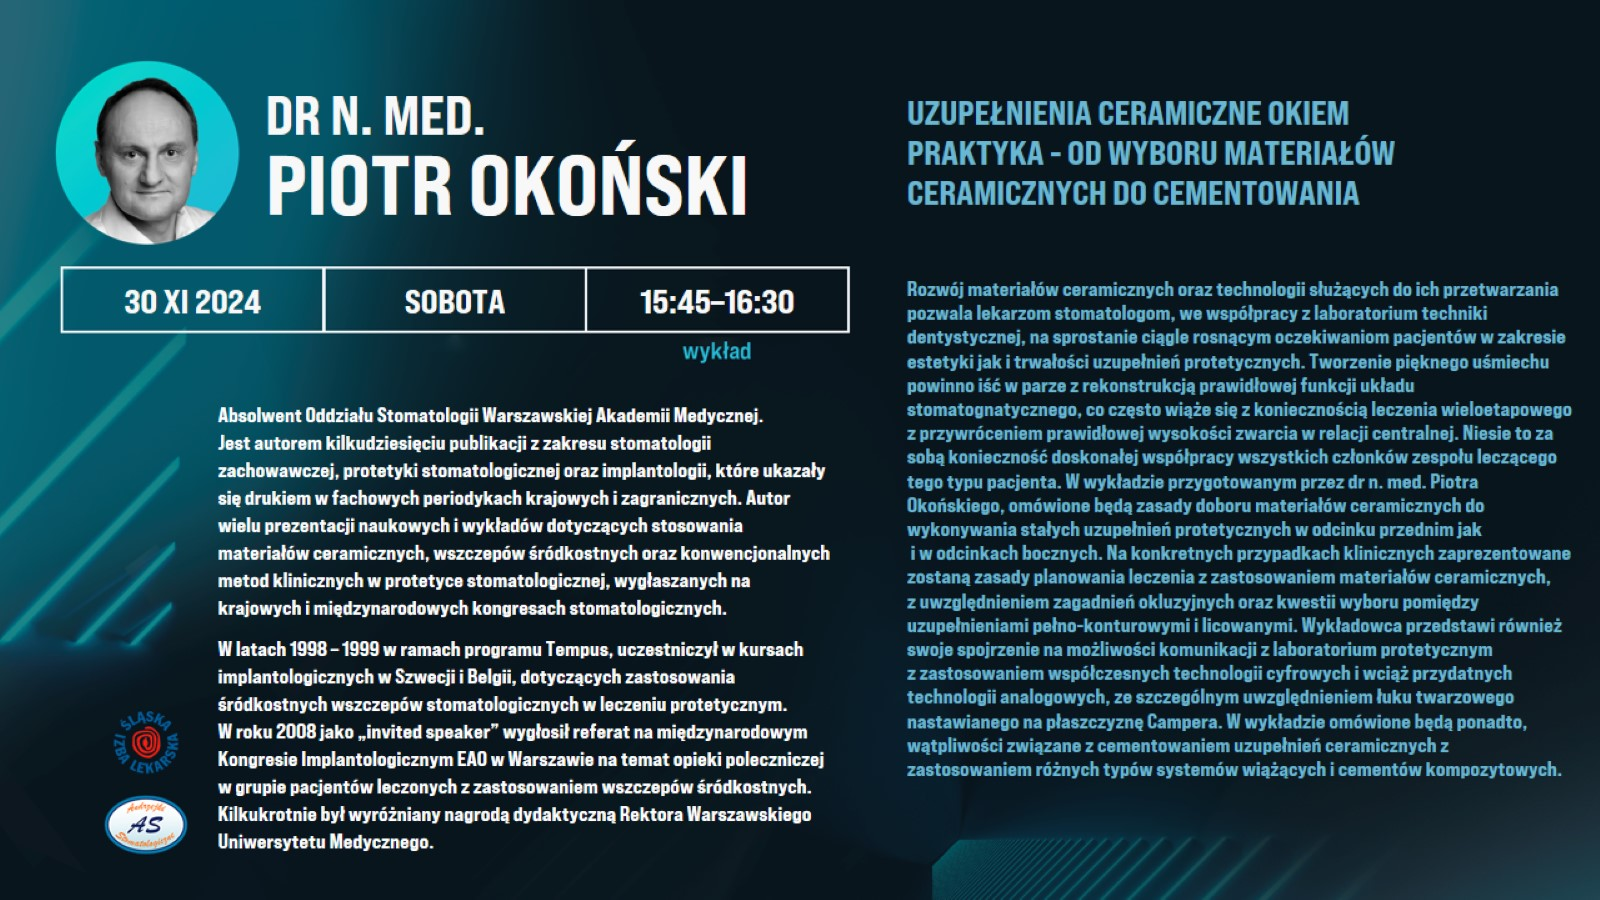 DR N. MED.
PIOTR OKOŃSKI
30 XI 2024
SOBOTA
15:45–16:30
wykład
Absolwent Oddziału Stomatologii Warszawskiej Akademii Medycznej.
Jest autorem kilkudziesięciu publikacji z zakresu stomatologii
zachowawczej, protetyki stomatologicznej oraz implantologii, które ukazały
się drukiem w fachowych periodykach krajowych i zagranicznych. Autor
wielu prezentacji naukowych i wykładów dotyczących stosowania
materiałów ceramicznych, wszczepów śródkostnych oraz konwencjonalnych
metod klinicznych w protetyce stomatologicznej, wygłaszanych na
krajowych i międzynarodowych kongresach stomatologicznych.
W latach 1998 – 1999 w ramach programu Tempus, uczestniczył w kursach
implantologicznych w Szwecji i Belgii, dotyczących zastosowania
śródkostnych wszczepów stomatologicznych w leczeniu protetycznym.
W roku 2008 jako „invited speaker” wygłosił referat na międzynarodowym
Kongresie Implantologicznym EAO w Warszawie na temat opieki poleczniczej
w grupie pacjentów leczonych z zastosowaniem wszczepów śródkostnych.
Kilkukrotnie był wyróżniany nagrodą dydaktyczną Rektora Warszawskiego
Uniwersytetu Medycznego.
ŚLĄSKA
IZBA LEKARSKA
Andrzejki
AS
Stomatologiczne
UZUPEŁNIENIA CERAMICZNE OKIEM
PRAKTYKA - OD WYBORU MATERIAŁÓW
CERAMICZNYCH DO CEMENTOWANIA
Rozwój materiałów ceramicznych oraz technologii służących do ich przetwarzania
pozwala lekarzom stomatologom, we współpracy z laboratorium techniki
dentystycznej, na sprostanie ciągle rosnącym oczekiwaniom pacjentów w zakresie
estetyki jak i trwałości uzupełnień protetycznych. Tworzenie pięknego uśmiechu
powinno iść w parze z rekonstrukcją prawidłowej funkcji układu
stomatognatycznego, co często wiąże się z koniecznością leczenia wieloetapowego
z przywróceniem prawidłowej wysokości zwarcia w relacji centralnej. Niesie to za
sobą konieczność doskonałej współpracy wszystkich członków zespołu leczącego
tego typu pacjenta. W wykładzie przygotowanym przez dr n. med. Piotra
Okońskiego, omówione będą zasady doboru materiałów ceramicznych do
wykonywania stałych uzupełnień protetycznych w odcinku przednim jak
i w odcinkach bocznych. Na konkretnych przypadkach klinicznych zaprezentowane
zostaną zasady planowania leczenia z zastosowaniem materiałów ceramicznych,
z uwzględnieniem zagadnień okluzyjnych oraz kwestii wyboru pomiędzy
uzupełnieniami pełno-konturowymi i licowanymi. Wykładowca przedstawi również
swoje spojrzenie na możliwości komunikacji z laboratorium protetycznym
z zastosowaniem współczesnych technologii cyfrowych i wciąż przydatnych
technologii analogowych, ze szczególnym uwzględnieniem łuku twarzowego
nastawianego na płaszczyznę Campera. W wykładzie omówione będą ponadto,
wątpliwości związane z cementowaniem uzupełnień ceramicznych z
zastosowaniem różnych typów systemów wiążących i cementów kompozytowych.